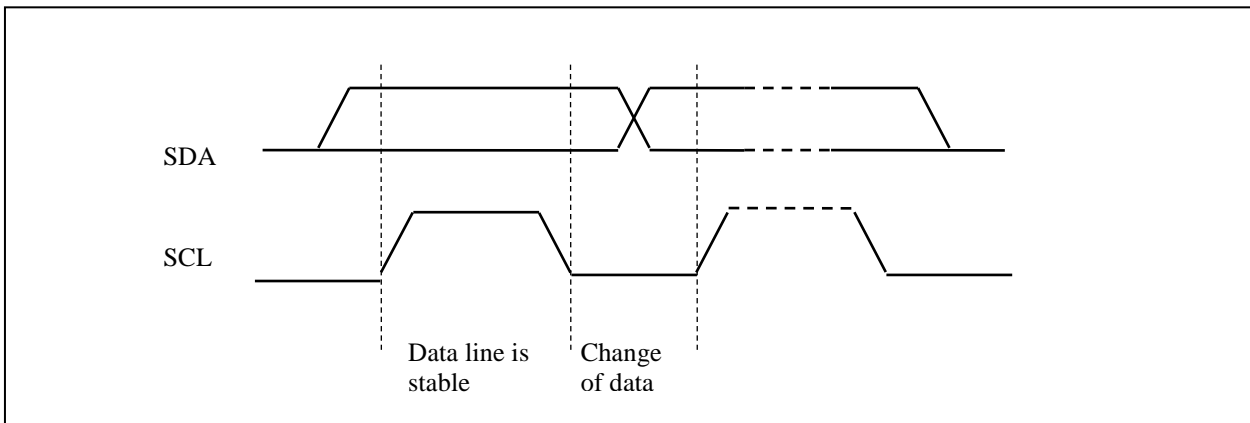 SDA
SCL
Data line is
stable
Change
of data